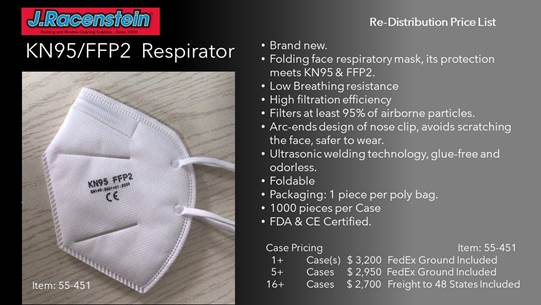 J.Racenstein
Re-Distribution Price List
KN95/FFP2 Respirator
• Brand new.
• Folding face respiratory mask, its protection
meets KN95 & FFP2.
• Low Breathing resistance
• High filtration efficiency
• Filters at least 95% of airborne particles.
• Arc-ends design of nose clip, avoids scratching
the face, safer to wear.
• Ultrasonic welding technology, glue-free and
odorless.
• Foldable
• Packaging: 1 piece per poly bag.
• 1000 pieces per Case
• FDA & CE Certified.
KN95 FFP2
CE
Item: 55-451
Case Pricing Item: 55-451
1+ Case(s) $ 3,200 FedEx Ground Included
5+ Cases $ 2,950 FedEx Ground Included
16+ Cases $ 2,700 Freight to 48 States Included